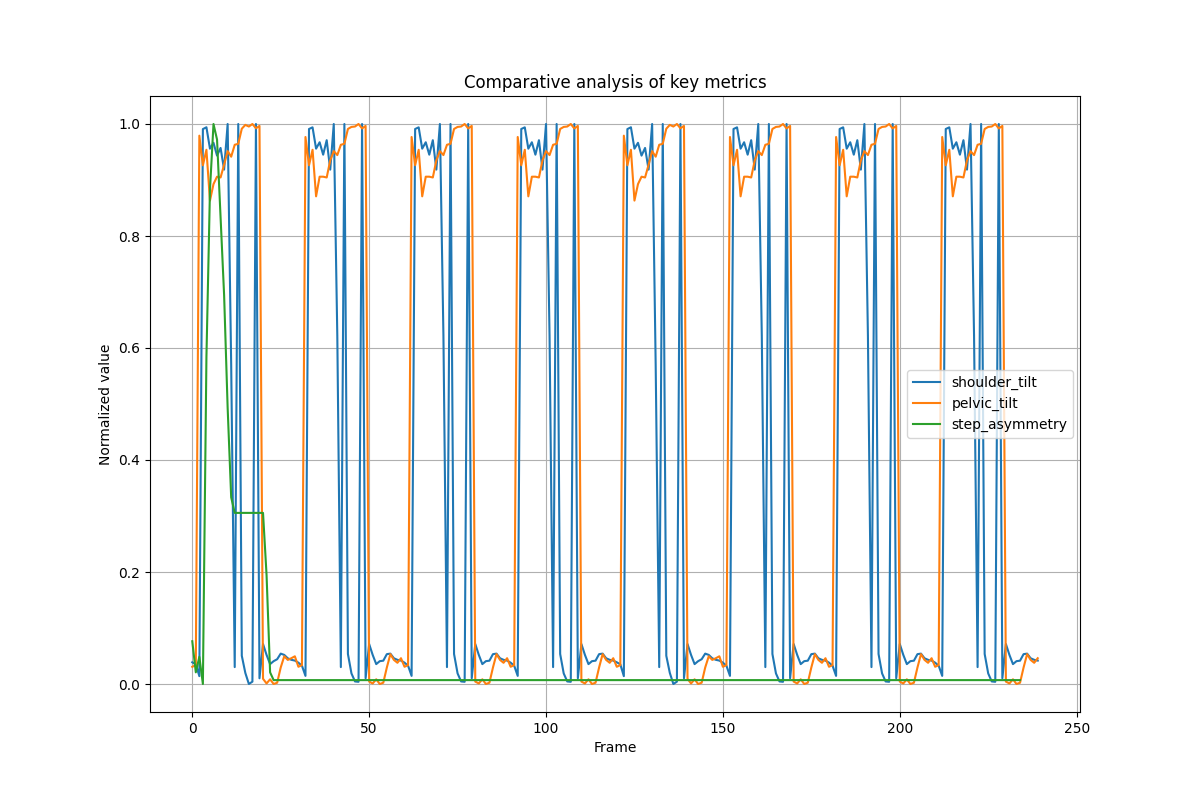 Comparative analysis of key metrics
1.0
0.8
0.6
0.4
0.2
0.0
Normalized value
shoulder_tilt
pelvic_tilt
step_asymmetry
0 50 100 150 200 250
Frame